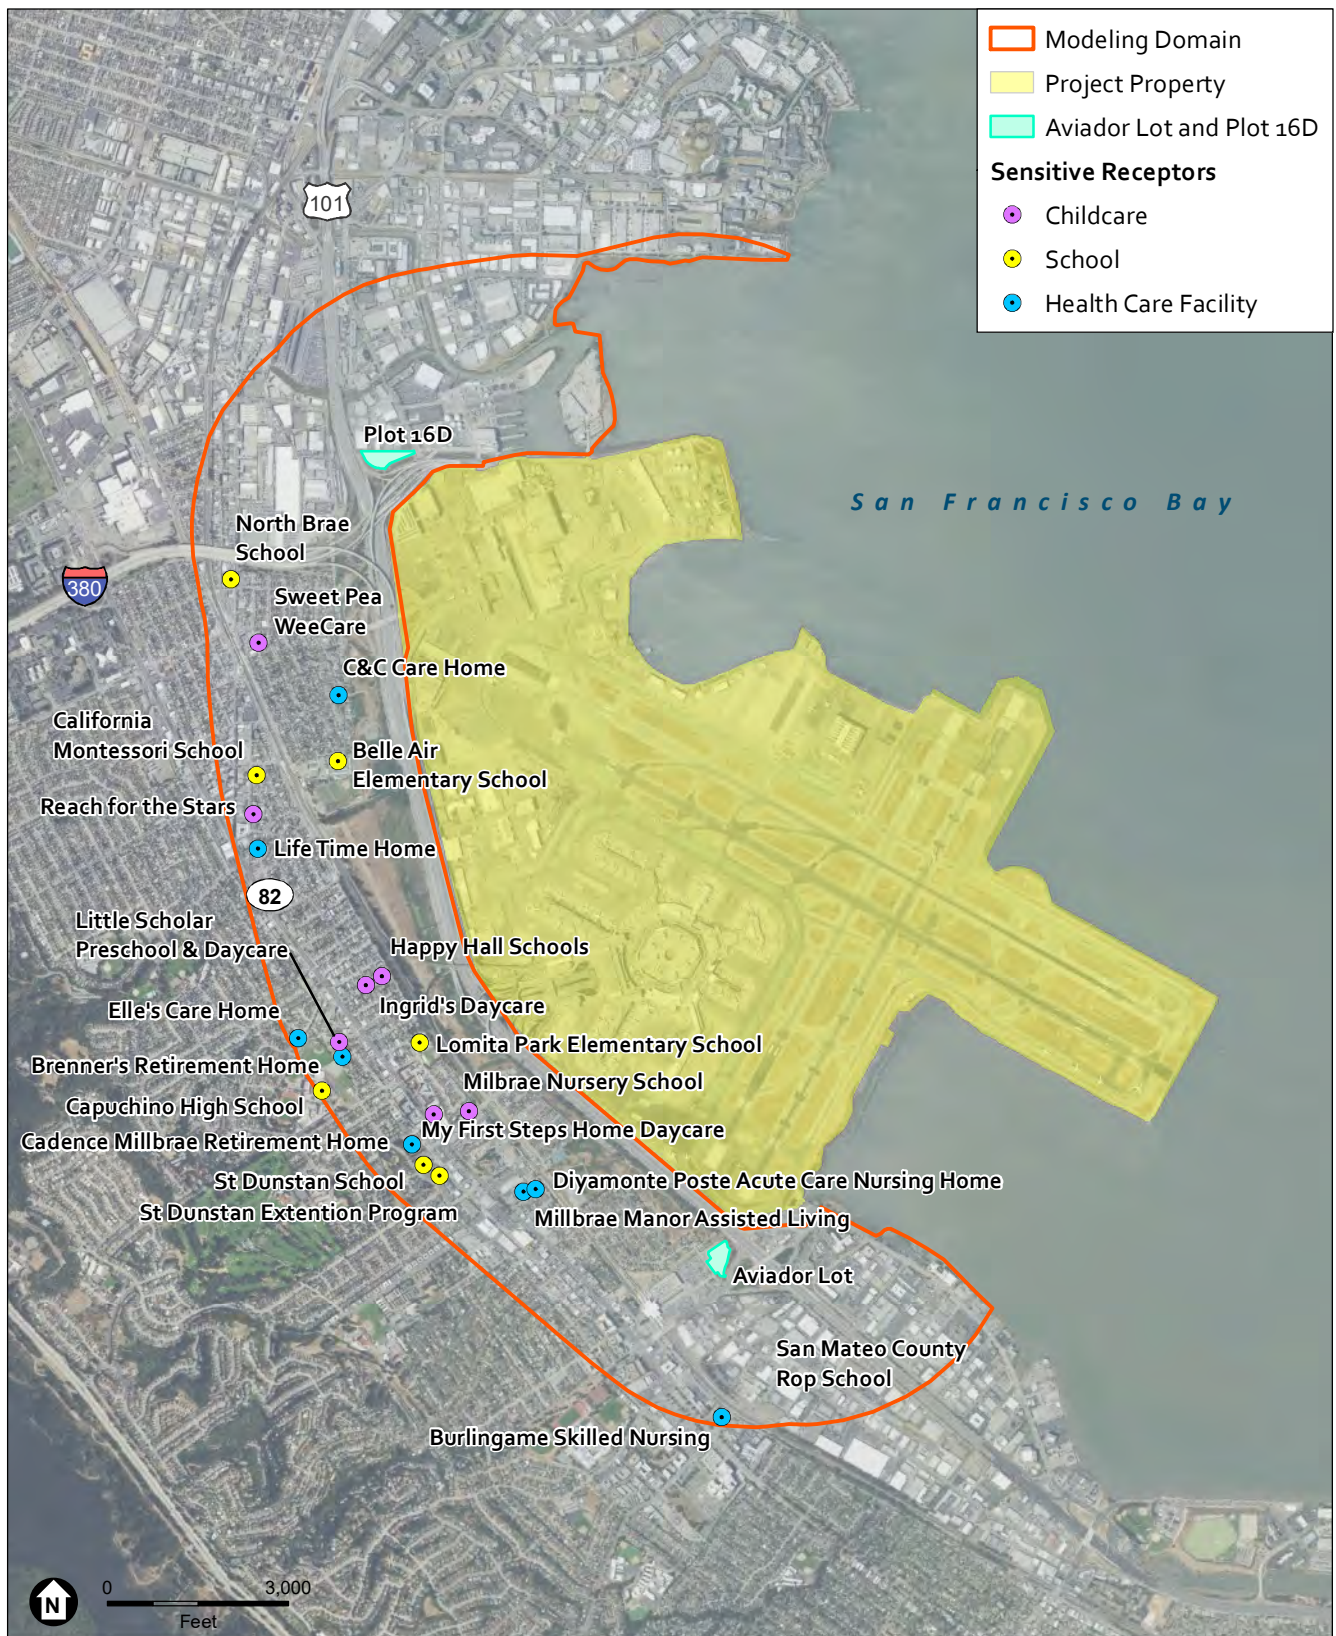 Modeling Domain
Project Property
Aviador Lot and Plot 16D
Sensitive Receptors
Childcare
School
Health Care Facility
101
Plot 16D
San Francisco Bay
North Brae
School
380
Sweet Pea
WeeCare
C&C Care Home
California
Montessori School
Belle Air
Elementary School
Reach for the Stars
Life Time Home
82
Little Scholar
Preschool & Daycare
Happy Hall Schools
Ingrid's Daycare
Elle's Care Home
Lomita Park Elementary School
Brenner's Retirement Home
Milbrae Nursery School
Capuchino High School
My First Steps Home Daycare
Cadence Millbrae Retirement Home
St Dunstan School
Diyamonte Poste Acute Care Nursing Home
St Dunstan Extention Program
Millbrae Manor Assisted Living
Aviador Lot
San Mateo County
Rop School
Burlingame Skilled Nursing
N
0 3,000
Feet